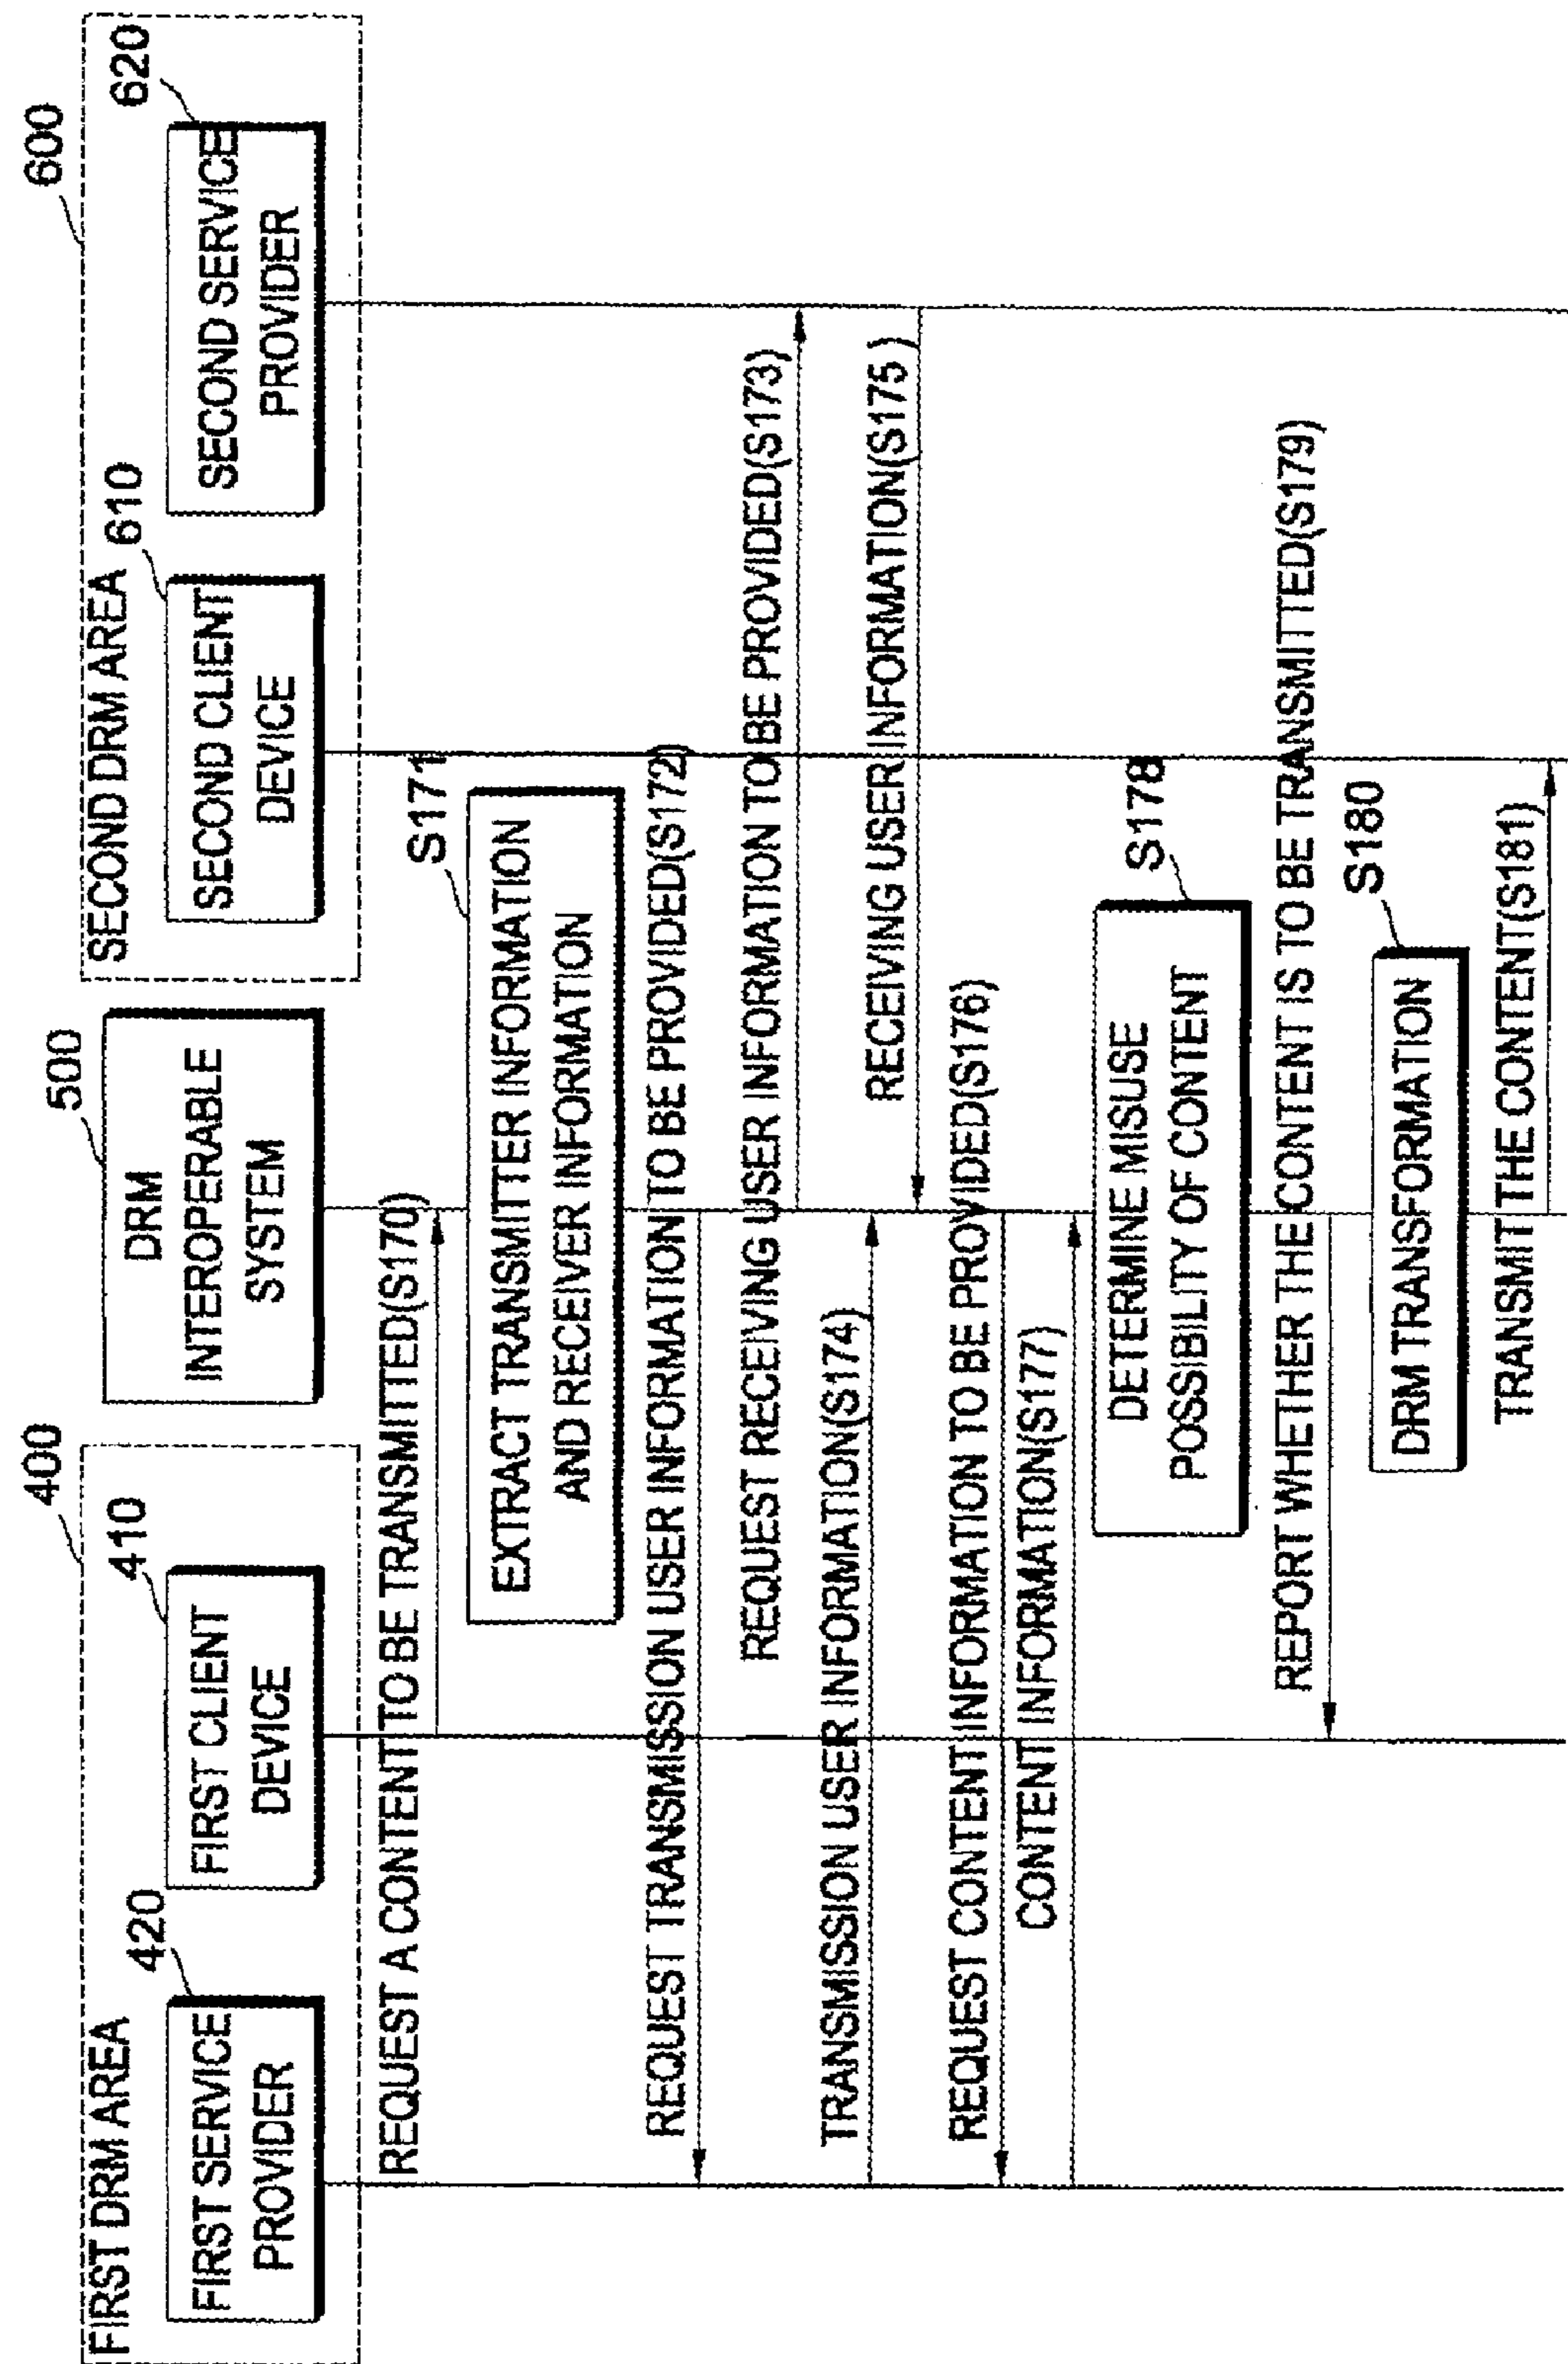 FIRST DRM AREA
400
420
FIRST SERVICE
PROVIDER
410
FIRST CLIENT
DEVICE
500
DRM
INTEROPERABLE
SYSTEM
600
SECOND DRM AREA
610
SECOND CLIENT
DEVICE
620
SECOND SERVICE
PROVIDER
REQUEST A CONTENT TO BE TRANSMITTED(S170)
S171
EXTRACT TRANSMITTER INFORMATION
AND RECEIVER INFORMATION
REQUEST TRANSMISSION USER INFORMATION TO BE PROVIDED(S172)
REQUEST RECEIVING USER INFORMATION TO BE PROVIDED(S173)
TRANSMISSION USER INFORMATION(S174)
RECEIVING USER INFORMATION(S175 )
REQUEST CONTENT INFORMATION TO BE PROVIDED(S176)
CONTENT INFORMATION(S177)
S178
DETERMINE MISUSE
POSSIBILITY OF CONTENT
REPORT WHETHER THE CONTENT IS TO BE TRANSMITTED(S179)
S180
DRM TRANSFORMATION
TRANSMIT THE CONTENT(S181)